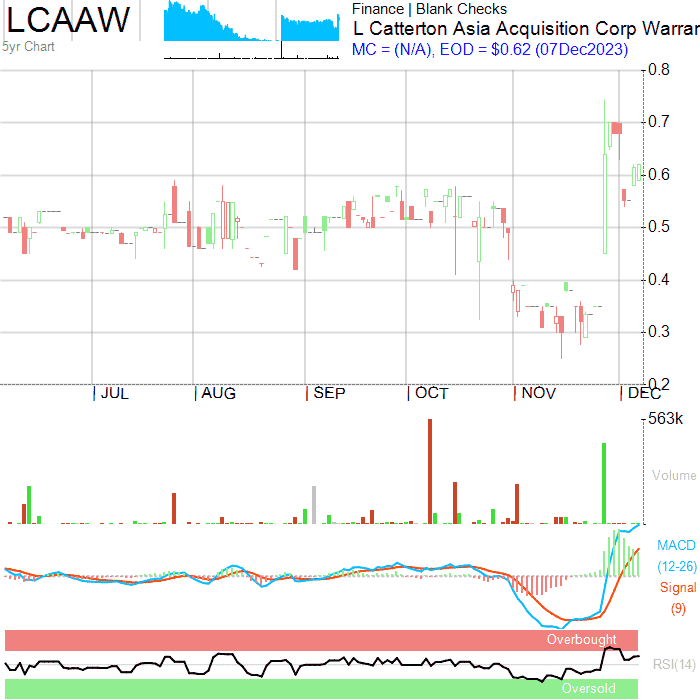 LCAAW
5yr Chart
Finance | Blank Checks
L Catterton Asia Acquisition Corp Warrar
MC = (N/A), EOD = $0.62 (07Dec2023)
0.8
0.7
0.6
0.5
0.4
0.3
0.2
JUL AUG SEP OCT NOV DEC
563k
Volume
MACD
(12-26)
Signal
(9)
Overbought
RSI(14)
Oversold